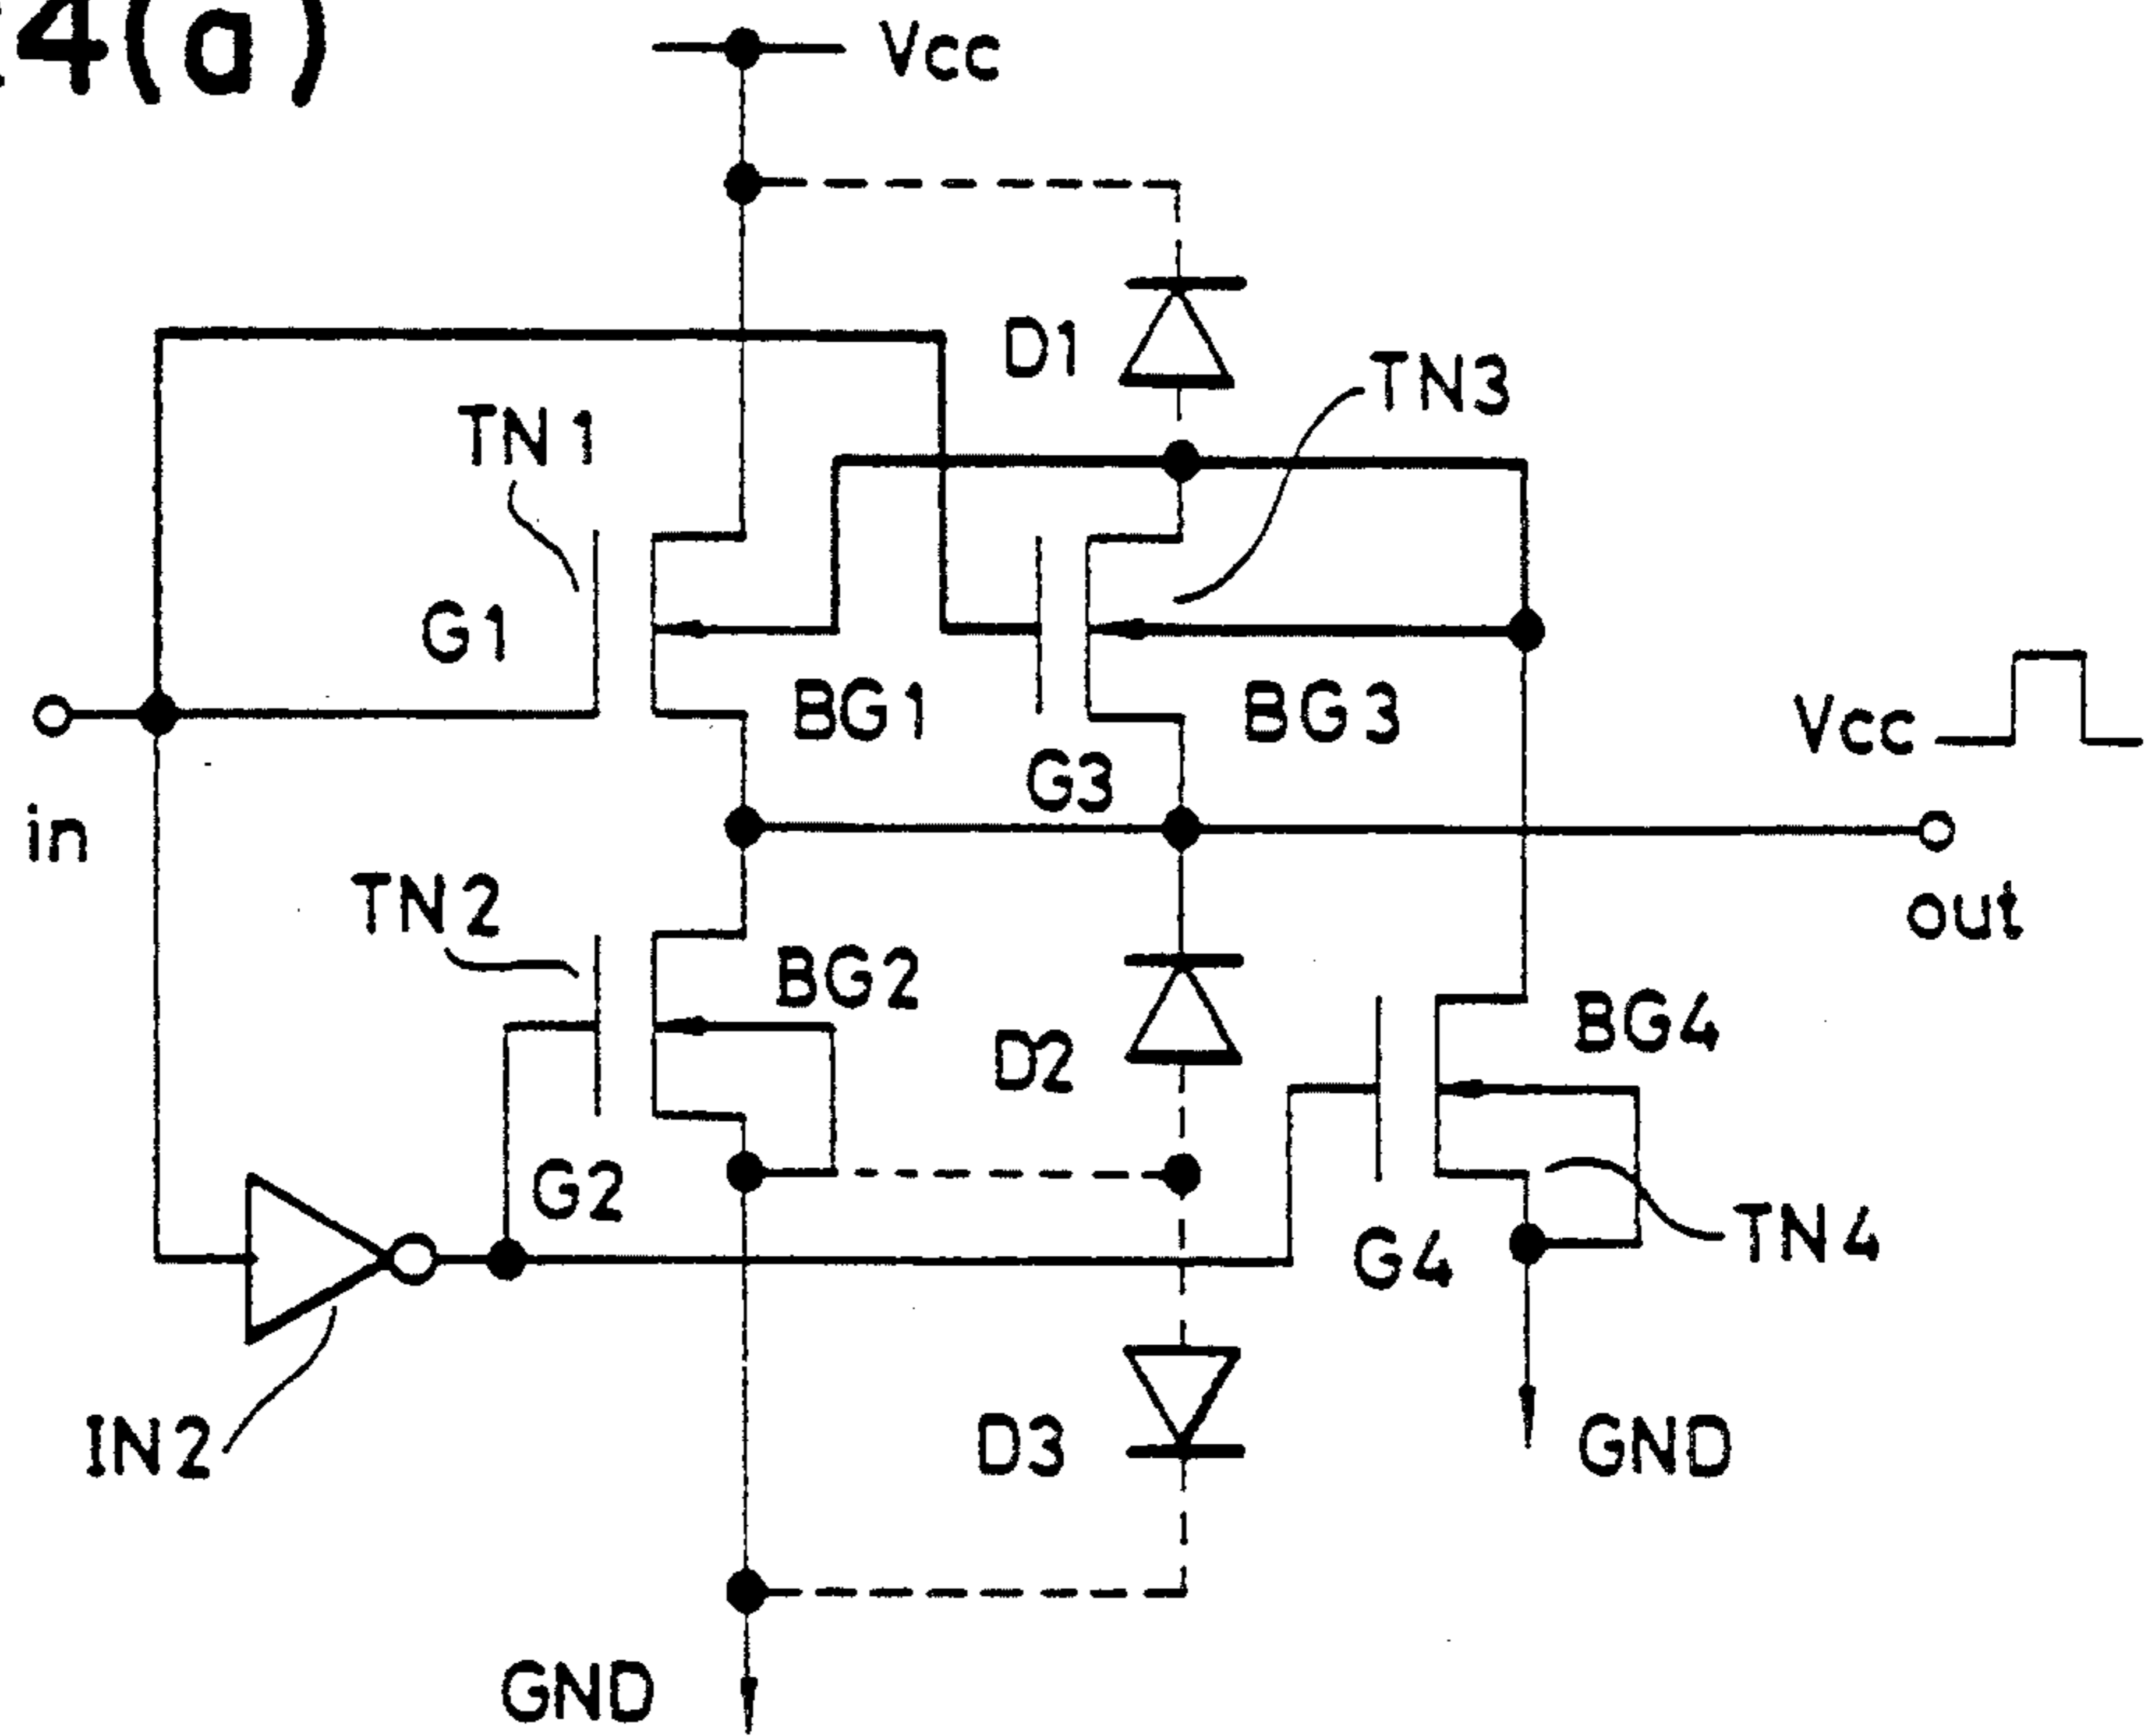 4(a)
Vcc
D1
TN3
TN1
G1
BG1
BG3
Vcc
G3
in
out
TN2
BG2
BG4
D2
G2
G4
TN4
IN2
D3
GND
GND